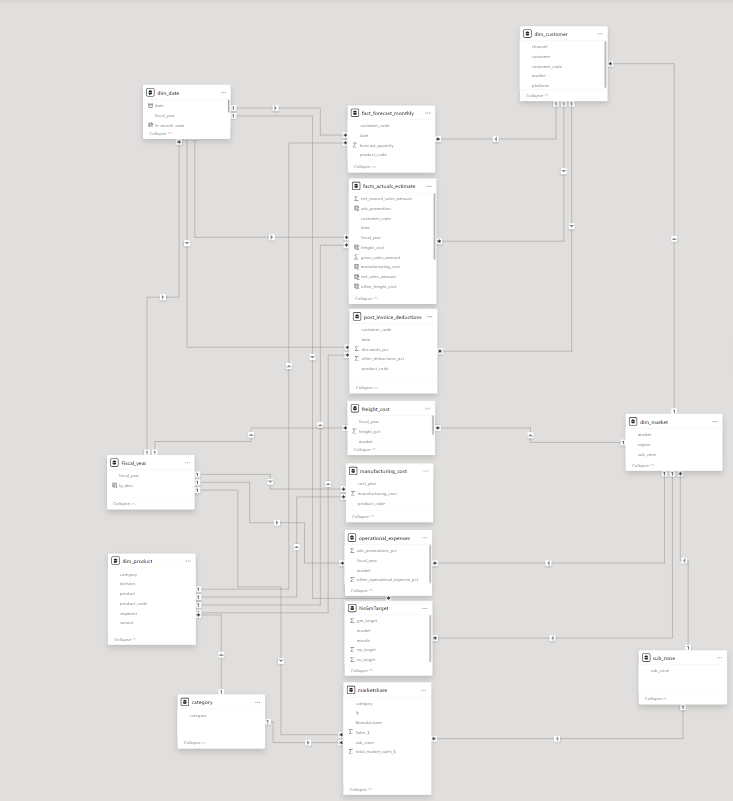 dim_customer
channel
customer
customer_code
market
platform
Collapse
dim_date
date
fiscal_year
fy_month_name
Collapse
fact_forecast_monthly
customer_code
date
forecast_quantity
product_code
Collapse
facts_actuals_estimate
net_invoice_sales_amount
ads_promotions
customer_code
date
fiscal_year
freight_cost
gross_sales_amount
manufacturing_cost
net_sales_amount
other_freight_cost
Collapse
post_invoice_deductions
customer_code
date
discounts_pct
other_deductions_pct
product_code
Collapse
freight_cost
fiscal_year
freight_pct
market
Collapse
dim_market
market
region
sub_zone
Collapse
Fiscal_year
fiscal_year
fy_desc
Collapse
manufacturing_cost
cost_year
manufacturing_cost
product_code
Collapse
operational_expenses
ads_promotions_pct
fiscal_year
market
other_operational_expense_pct
Collapse
dim_product
category
division
product
product_code
segment
variant
Collapse
NsGmTarget
gm_target
market
month
np_target
ns_target
Collapse
sub_zone
sub_zone
Collapse
category
category
Collapse
marketshare
category
fy
Manufacturer
Sales_$
sub_zone
total_market_sales_$
Collapse